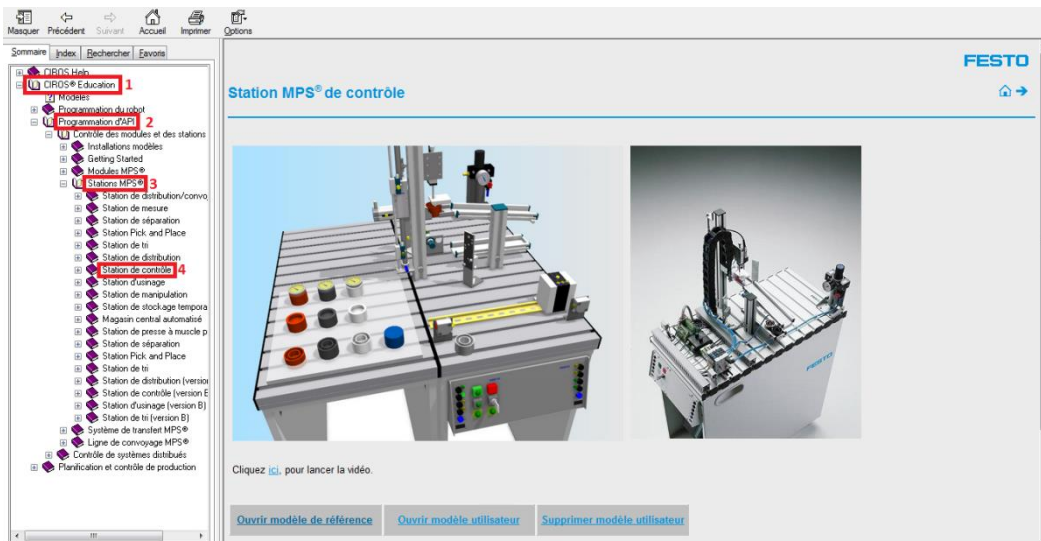 Masquer Précédent Suivant Accueil Imprimer Options
Sommaire Index Rechercher Favoris
CIROS Help
CIROS® Education 1
Modèles
Programmation du robot
Programmation d'API 2
Contrôle des modules et des stations
Installations modèles
Getting Started
Modules MPS®
Stations MPS® 3
Station de distribution/convo
Station de mesure
Station de séparation
Station Pick and Place
Station de tri
Station de distribution
Station de contrôle 4
Station d'usinage
Station de manipulation
Station de stockage tempora
Magasin central automatisé
Station de presse à muscle p
Station de séparation
Station Pick and Place
Station de tri
Station de distribution (version
Station de contrôle (version B
Station d'usinage (version B)
Station de tri (version B)
Système de transfert MPS®
Ligne de convoyage MPS®
Contrôle de systèmes distribués
Planification et contrôle de production
FESTO
Station MPS® de contrôle
FESTO
Cliquez ici, pour lancer la vidéo.
Ouvrir modèle de référence Ouvrir modèle utilisateur Supprimer modèle utilisateur